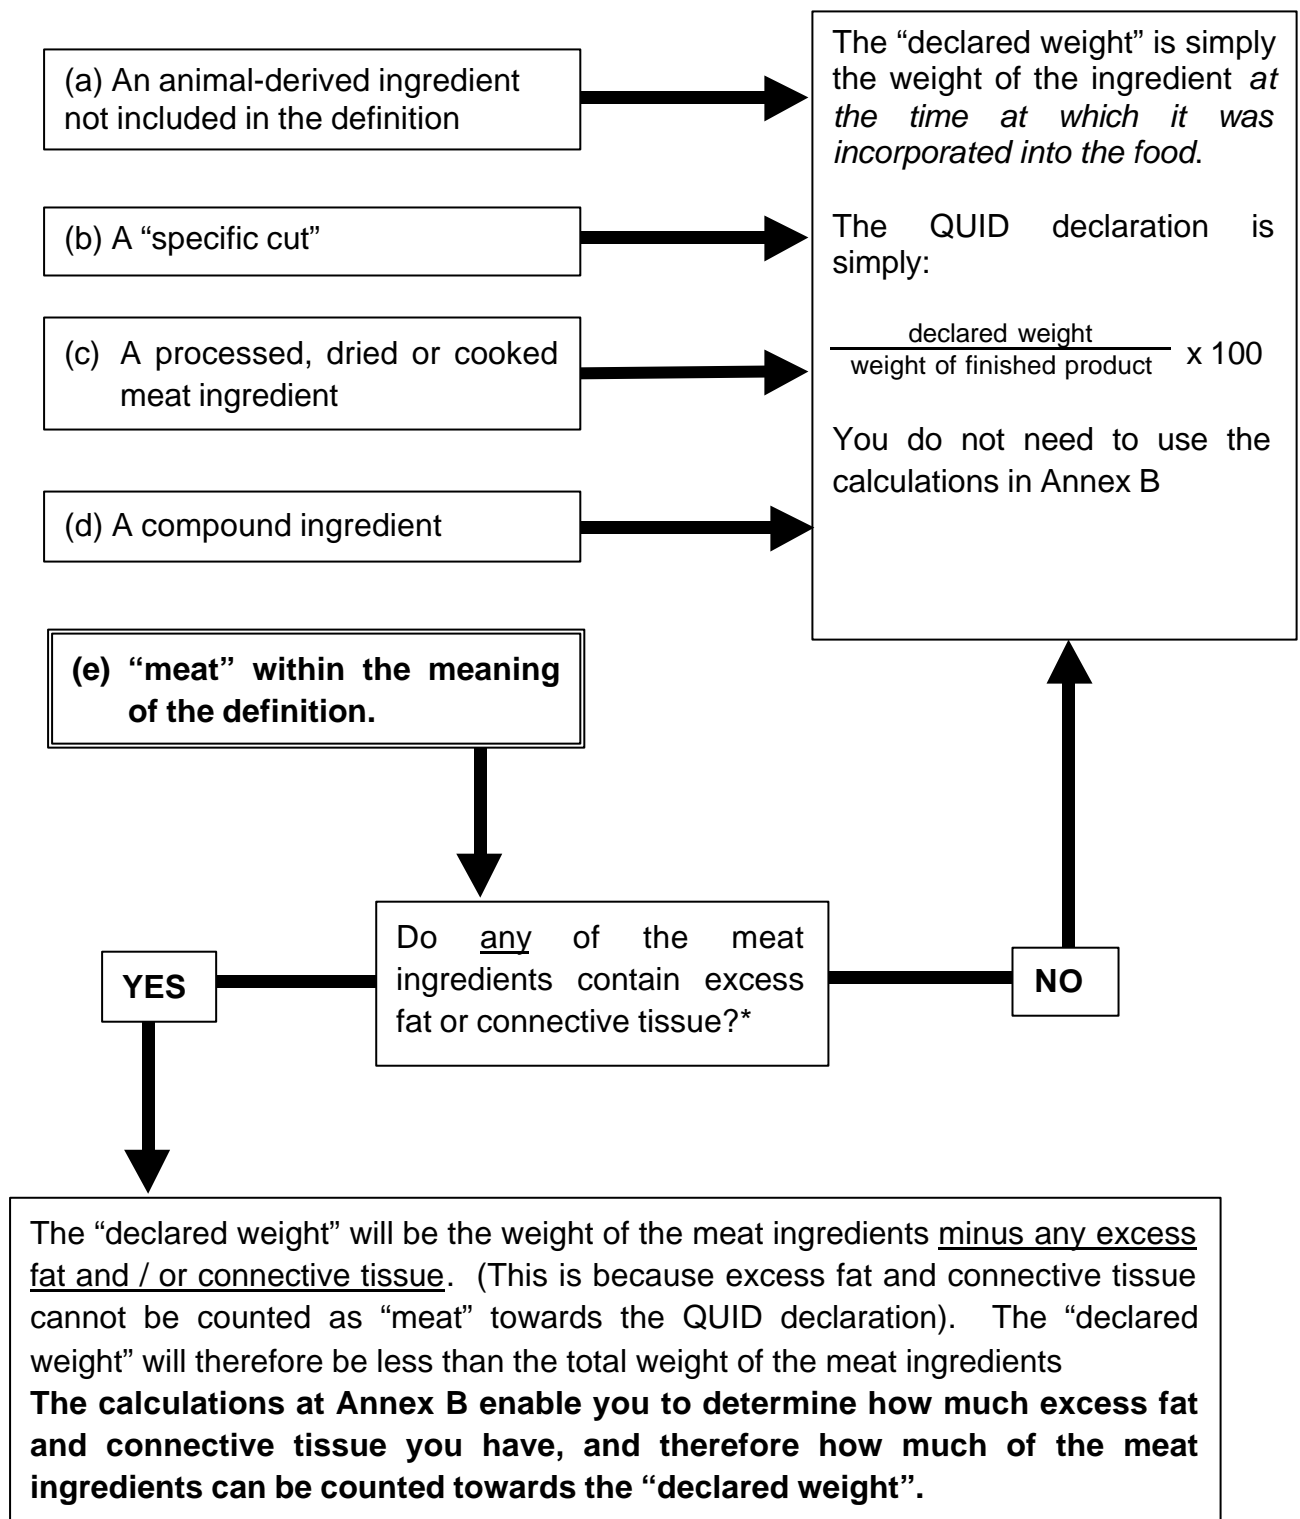 (a) An animal-derived ingredient
not included in the definition
(b) A “specific cut”
(c) A processed, dried or cooked
meat ingredient
(d) A compound ingredient
The “declared weight” is simply
the weight of the ingredient at
the time at which it was
incorporated into the food.
The QUID declaration is
simply:
declared weight
weight of finished product x 100
You do not need to use the
calculations in Annex B
(e) “meat” within the meaning
of the definition.
Do any of the meat
ingredients contain excess
fat or connective tissue?*
YES
NO
The “declared weight” will be the weight of the meat ingredients minus any excess
fat and / or connective tissue. (This is because excess fat and connective tissue
cannot be counted as “meat” towards the QUID declaration). The “declared
weight” will therefore be less than the total weight of the meat ingredients
The calculations at Annex B enable you to determine how much excess fat
and connective tissue you have, and therefore how much of the meat
ingredients can be counted towards the “declared weight”.